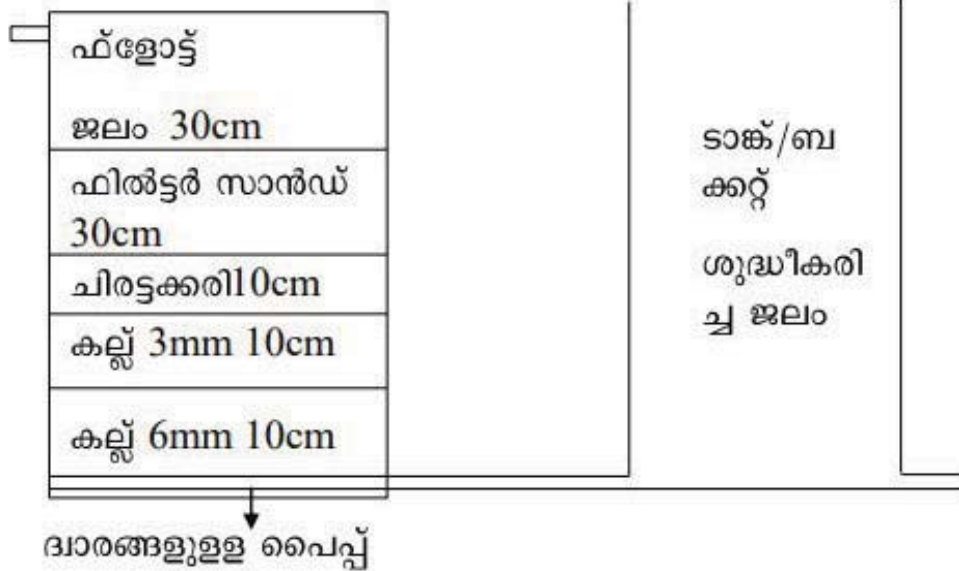 ഫ്ളോട്ട്
ജലം 30cm
ഫിൽട്ടർ സാൻഡ്
30cm
ചിരട്ടക്കരി10cm
കല്ല് 3mm 10cm
കല്ല് 6mm 10cm
ദ്വാരങ്ങളുളള പൈപ്പ്
ടാങ്ക്/ബ
ക്കറ്റ്
ശുദ്ധീകരി
ച്ച ജലം